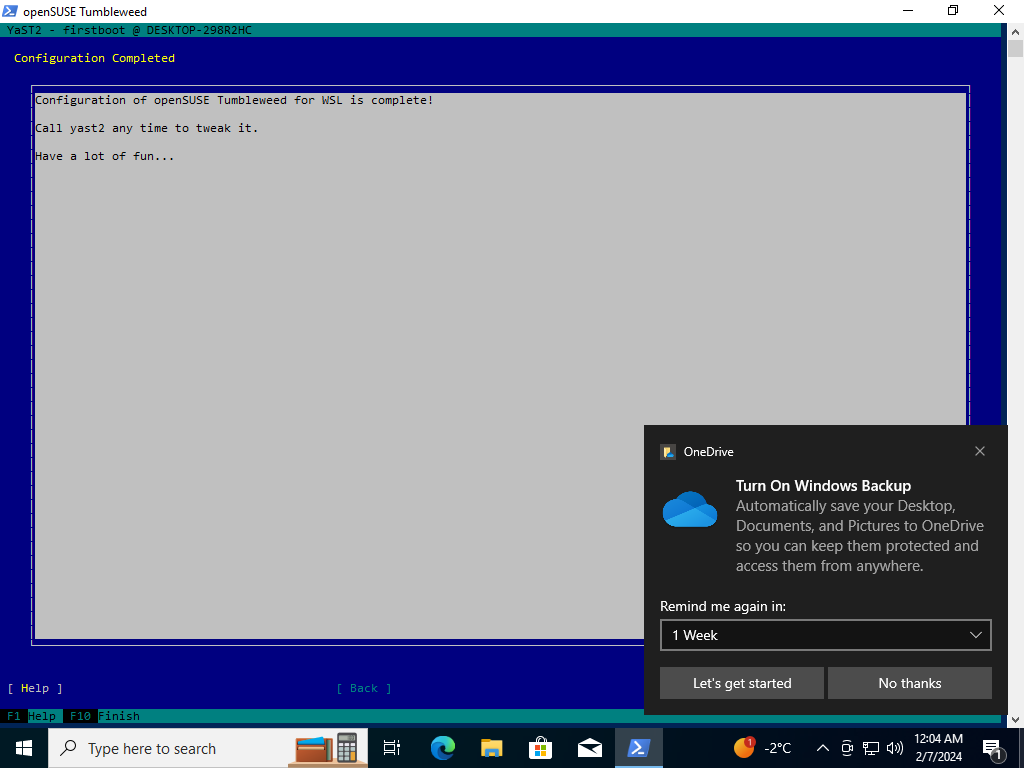 openSUSE Tumbleweed
YaST2 - firstboot @ DESKTOP-298R2HC
Configuration Completed
Configuration of openSUSE Tumbleweed for WSL is complete!
Call yast2 any time to tweak it.
Have a lot of fun...
OneDrive
Turn On Windows Backup
Automatically save your Desktop,
Documents, and Pictures to OneDrive
so you can keep them protected and
access them from anywhere.
Remind me again in:
1 Week
Let's get started
No thanks
[ Help ]
[ Back ]
F1 Help F10 Finish
Type here to search
1
-2°C
12:04 AM
2/7/2024
1